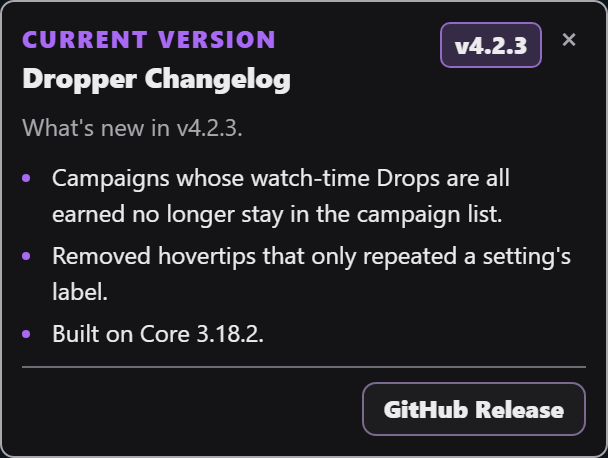 CURRENT VERSION
v4.2.3
×
Dropper Changelog
What's new in v4.2.3.
• Campaigns whose watch-time Drops are all
earned no longer stay in the campaign list.
• Removed hovertips that only repeated a setting's
label.
• Built on Core 3.18.2.
GitHub Release